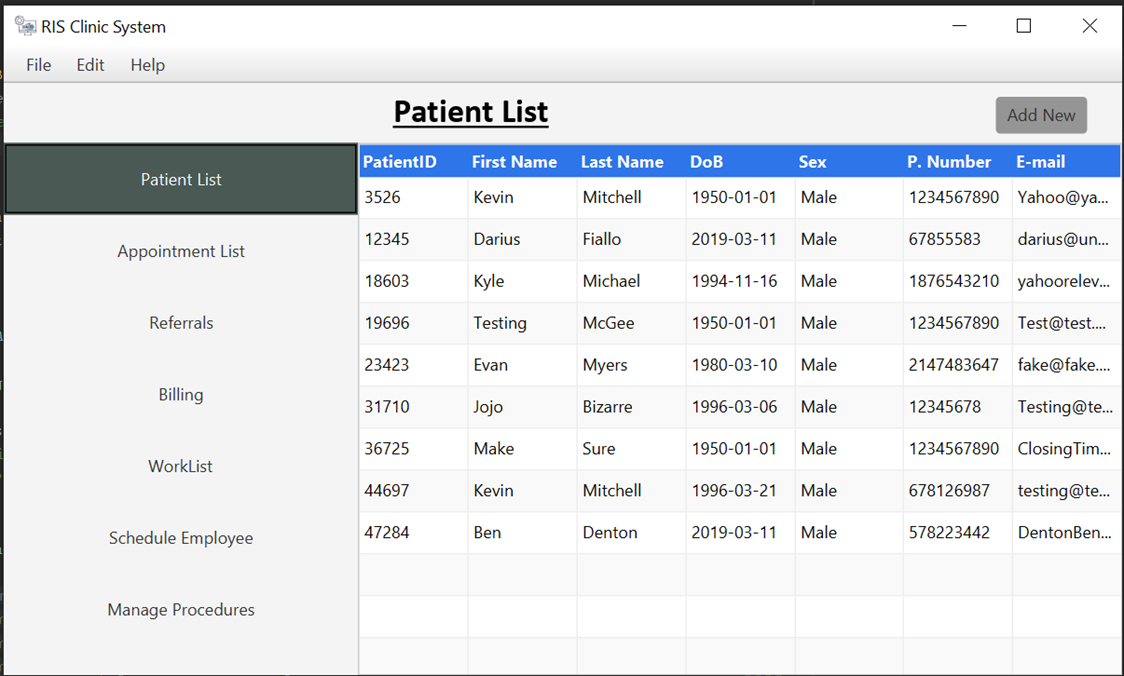 RIS Clinic System
File Edit Help
Patient List
Add New
Patient List
Appointment List
Referrals
Billing
WorkList
Schedule Employee
Manage Procedures
PatientID First Name Last Name DoB Sex P. Number E-mail
3526 Kevin Mitchell 1950-01-01 Male 1234567890 Yahoo@ya...
12345 Darius Fiallo 2019-03-11 Male 67855583 darius@un...
18603 Kyle Michael 1994-11-16 Male 1876543210 yahoorelev...
19696 Testing McGee 1950-01-01 Male 1234567890 Test@test....
23423 Evan Myers 1980-03-10 Male 2147483647 fake@fake....
31710 Jojo Bizarre 1996-03-06 Male 12345678 Testing@te...
36725 Make Sure 1950-01-01 Male 1234567890 ClosingTim...
44697 Kevin Mitchell 1996-03-21 Male 678126987 testing@te...
47284 Ben Denton 2019-03-11 Male 578223442 DentonBen...